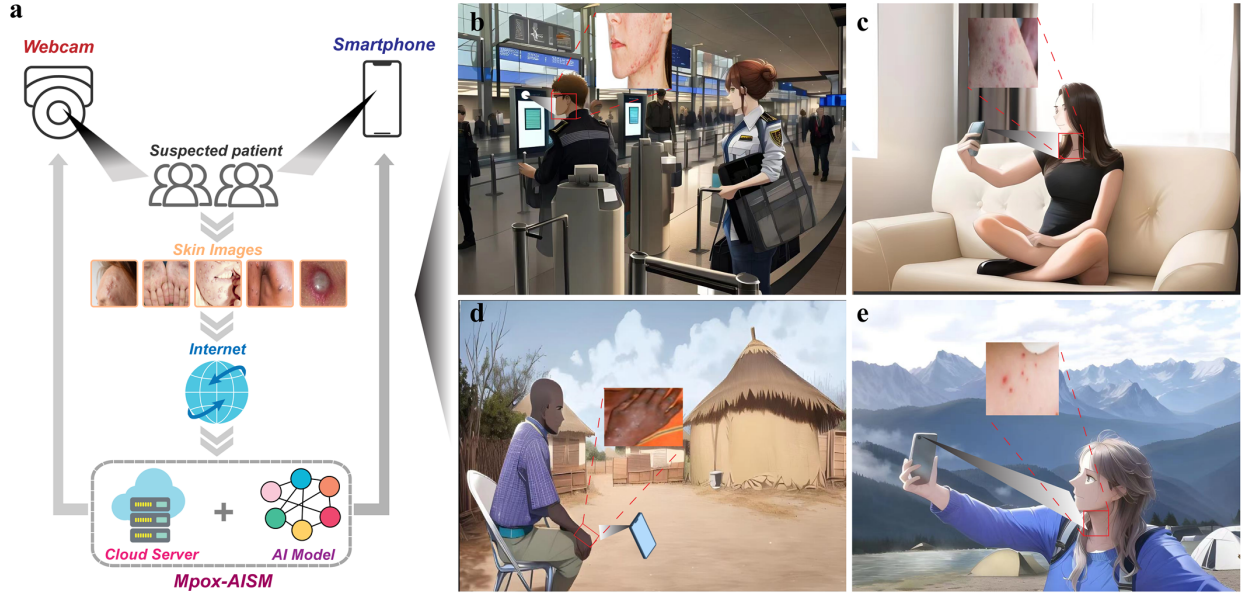 a
Webcam
Smartphone
Suspected patient
Skin Images
Internet
+
Cloud Server
AI Model
Mpox-AISM
b
c
d
e